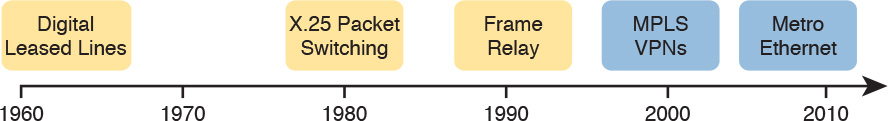 Digital
Leased Lines
X.25 Packet
Switching
Frame
Relay
MPLS
VPNs
Metro
Ethernet
1960
1970
1980
1990
2000
2010